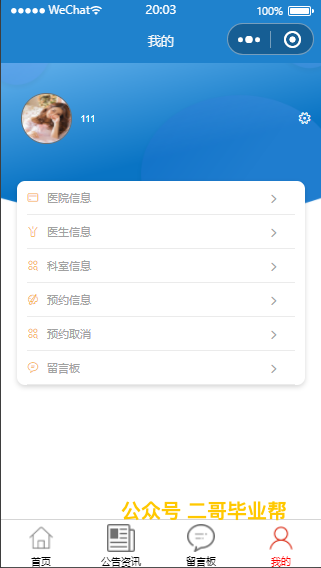 WeChat 20:03 100%
我的
111
医院信息
医生信息
科室信息
预约信息
预约取消
留言板
公众号 二哥毕业帮
首页 公告资讯 留言板 我的